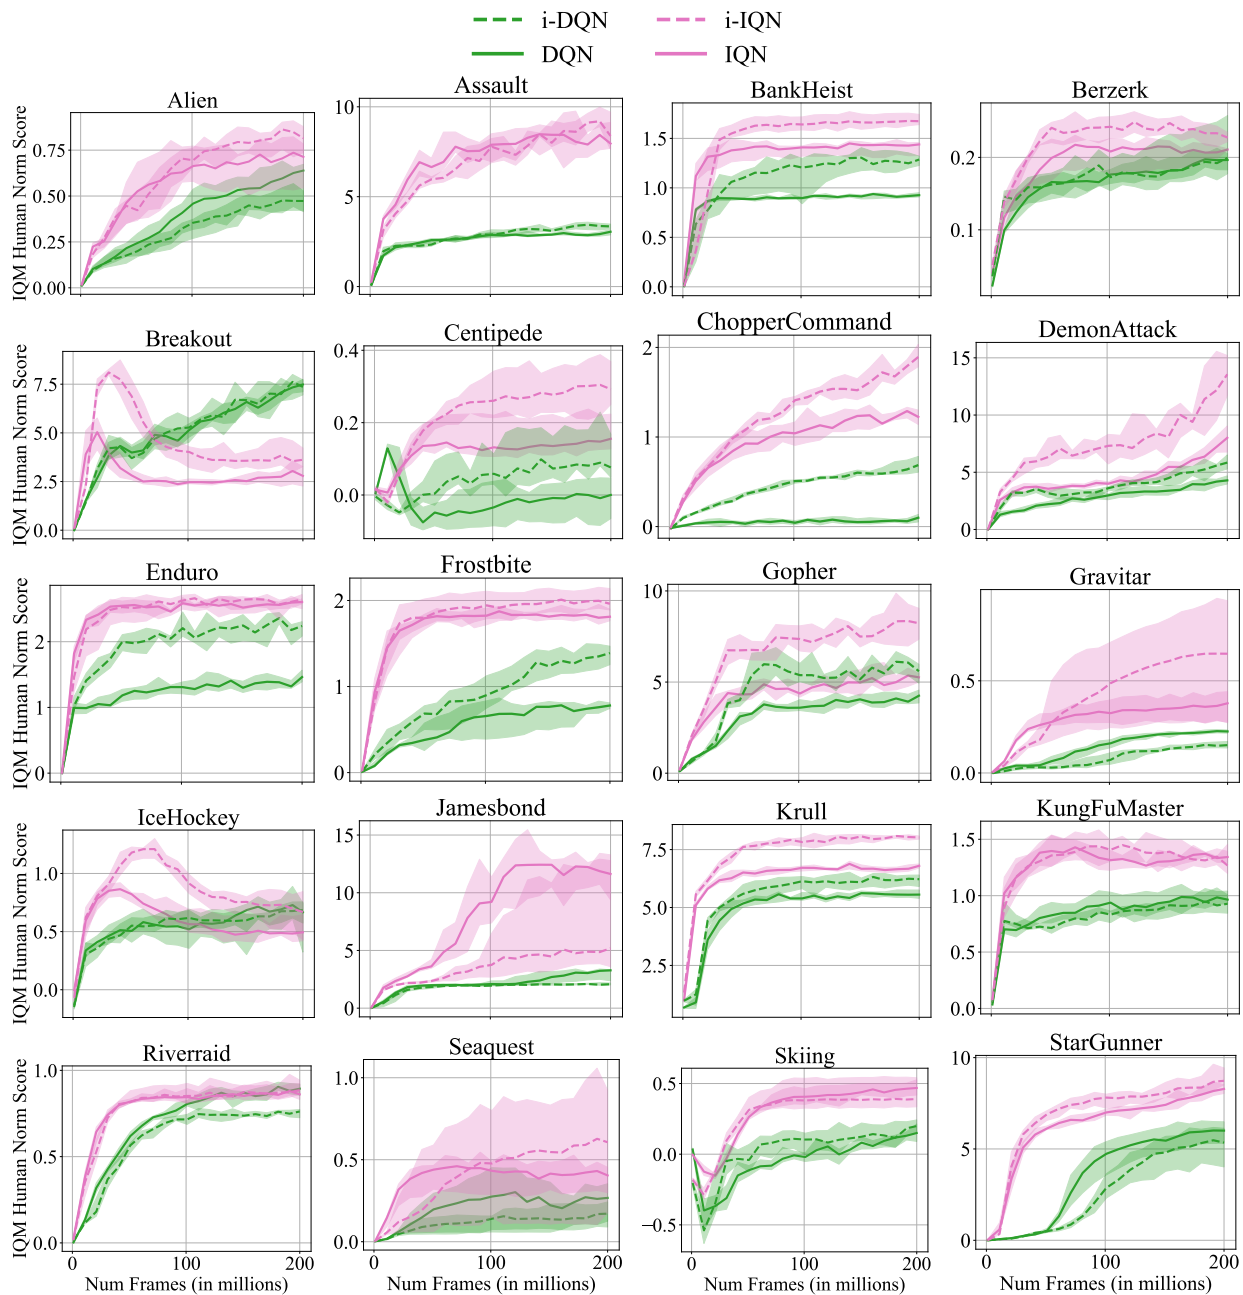 i-DQN
i-IQN
DQN
IQN
Alien
Assault
BankHeist
Berzerk
IQM Human Norm Score
0.75
0.50
0.25
0.00
10
5
0
1.5
1.0
0.5
0.0
0.2
0.1
Breakout
Centipede
ChopperCommand
DemonAttack
IQM Human Norm Score
7.5
5.0
2.5
0.0
0.4
0.2
0.0
2
1
0
15
10
5
0
Enduro
Frostbite
Gopher
Gravitar
IQM Human Norm Score
2
1
0
2
1
0
10
5
0
0.5
0.0
IceHockey
Jamesbond
Krull
KungFuMaster
IQM Human Norm Score
1.0
0.5
0.0
15
10
5
0
7.5
5.0
2.5
1.5
1.0
0.5
0.0
Riverraid
Seaquest
Skiing
StarGunner
IQM Human Norm Score
1.0
0.5
0.0
1.0
0.5
0.0
0.5
0.0
−0.5
10
5
0
0 100 200
0 100 200
0 100 200
0 100 200
Num Frames (in millions)
Num Frames (in millions)
Num Frames (in millions)
Num Frames (in millions)